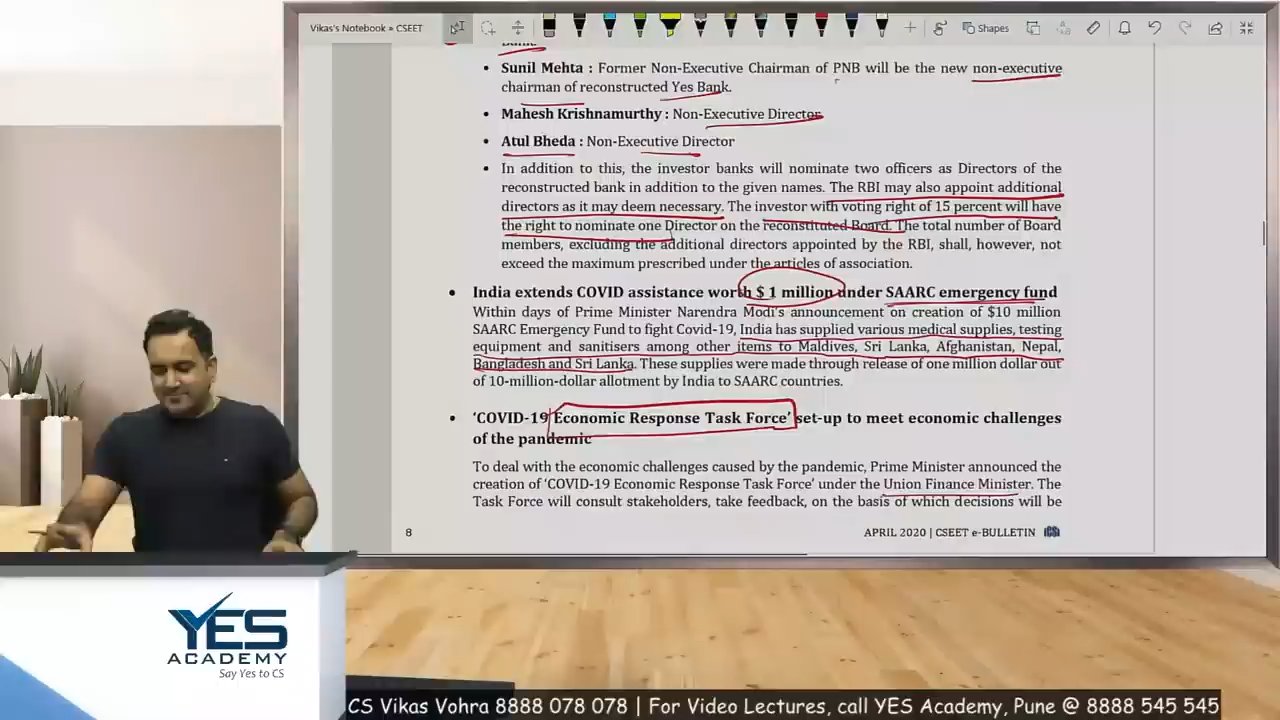 Vikas's Notebook » CSEET
Shapes
Bank.
• Sunil Mehta : Former Non-Executive Chairman of PNB will be the new non-executive
chairman of reconstructed Yes Bank.
• Mahesh Krishnamurthy : Non-Executive Director
• Atul Bheda : Non-Executive Director
• In addition to this, the investor banks will nominate two officers as Directors of the
reconstructed bank in addition to the given names. The RBI may also appoint additional
directors as it may deem necessary. The investor with voting right of 15 percent will have
the right to nominate one Director on the reconstituted Board. The total number of Board
members, excluding the additional directors appointed by the RBI, shall, however, not
exceed the maximum prescribed under the articles of association.
• India extends COVID assistance worth $ 1 million under SAARC emergency fund
Within days of Prime Minister Narendra Modi's announcement on creation of $10 million
SAARC Emergency Fund to fight Covid-19, India has supplied various medical supplies, testing
equipment and sanitisers among other items to Maldives, Sri Lanka, Afghanistan, Nepal,
Bangladesh and Sri Lanka. These supplies were made through release of one million dollar out
of 10-million-dollar allotment by India to SAARC countries.
• 'COVID-19 Economic Response Task Force' set-up to meet economic challenges
of the pandemic
To deal with the economic challenges caused by the pandemic, Prime Minister announced the
creation of 'COVID-19 Economic Response Task Force' under the Union Finance Minister. The
Task Force will consult stakeholders, take feedback, on the basis of which decisions will be
8 APRIL 2020 | CSEET e-BULLETIN ICSI
YES
ACADEMY
Say Yes to CS
CS Vikas Vohra 8888 078 078 | For Video Lectures, call YES Academy, Pune @ 8888 545 545